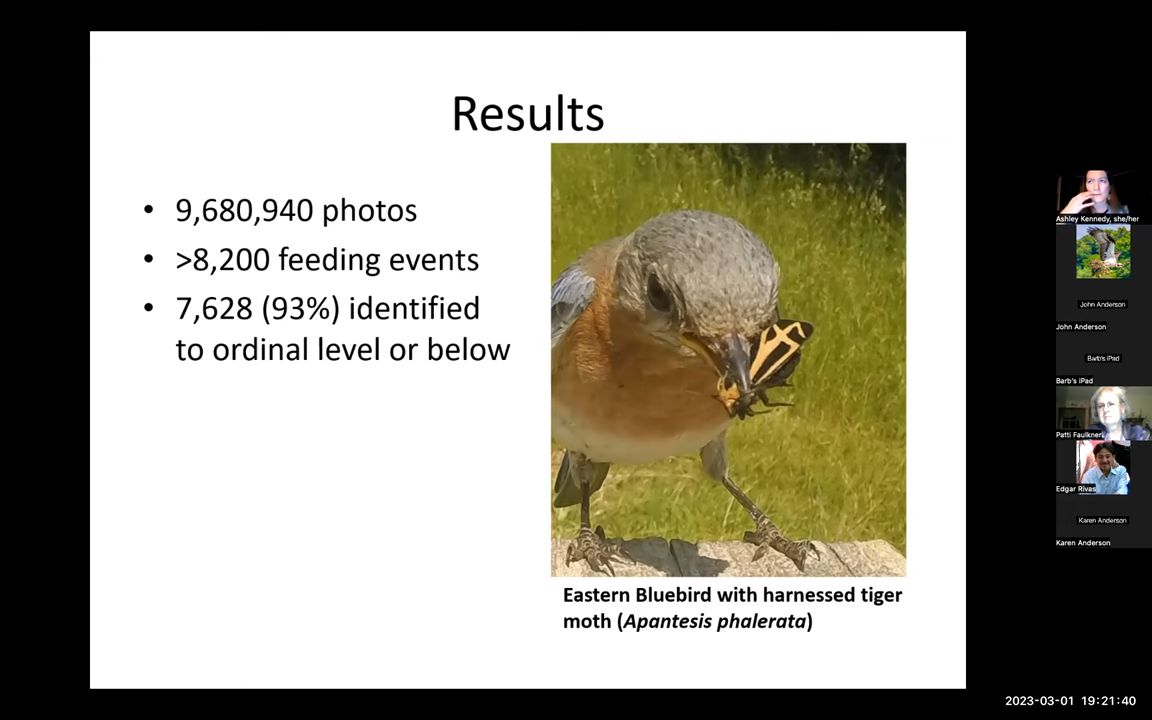 Results
• 9,680,940 photos
• >8,200 feeding events
• 7,628 (93%) identified
to ordinal level or below
Eastern Bluebird with harnessed tiger
moth (Apantesis phalerata)
Ashley Kennedy, she/her
John Anderson
John Anderson
Barb's iPad
Barb's iPad
Patti Faulkner
Edgar Rivas
Karen Anderson
Karen Anderson
2023-03-01 19:21:40